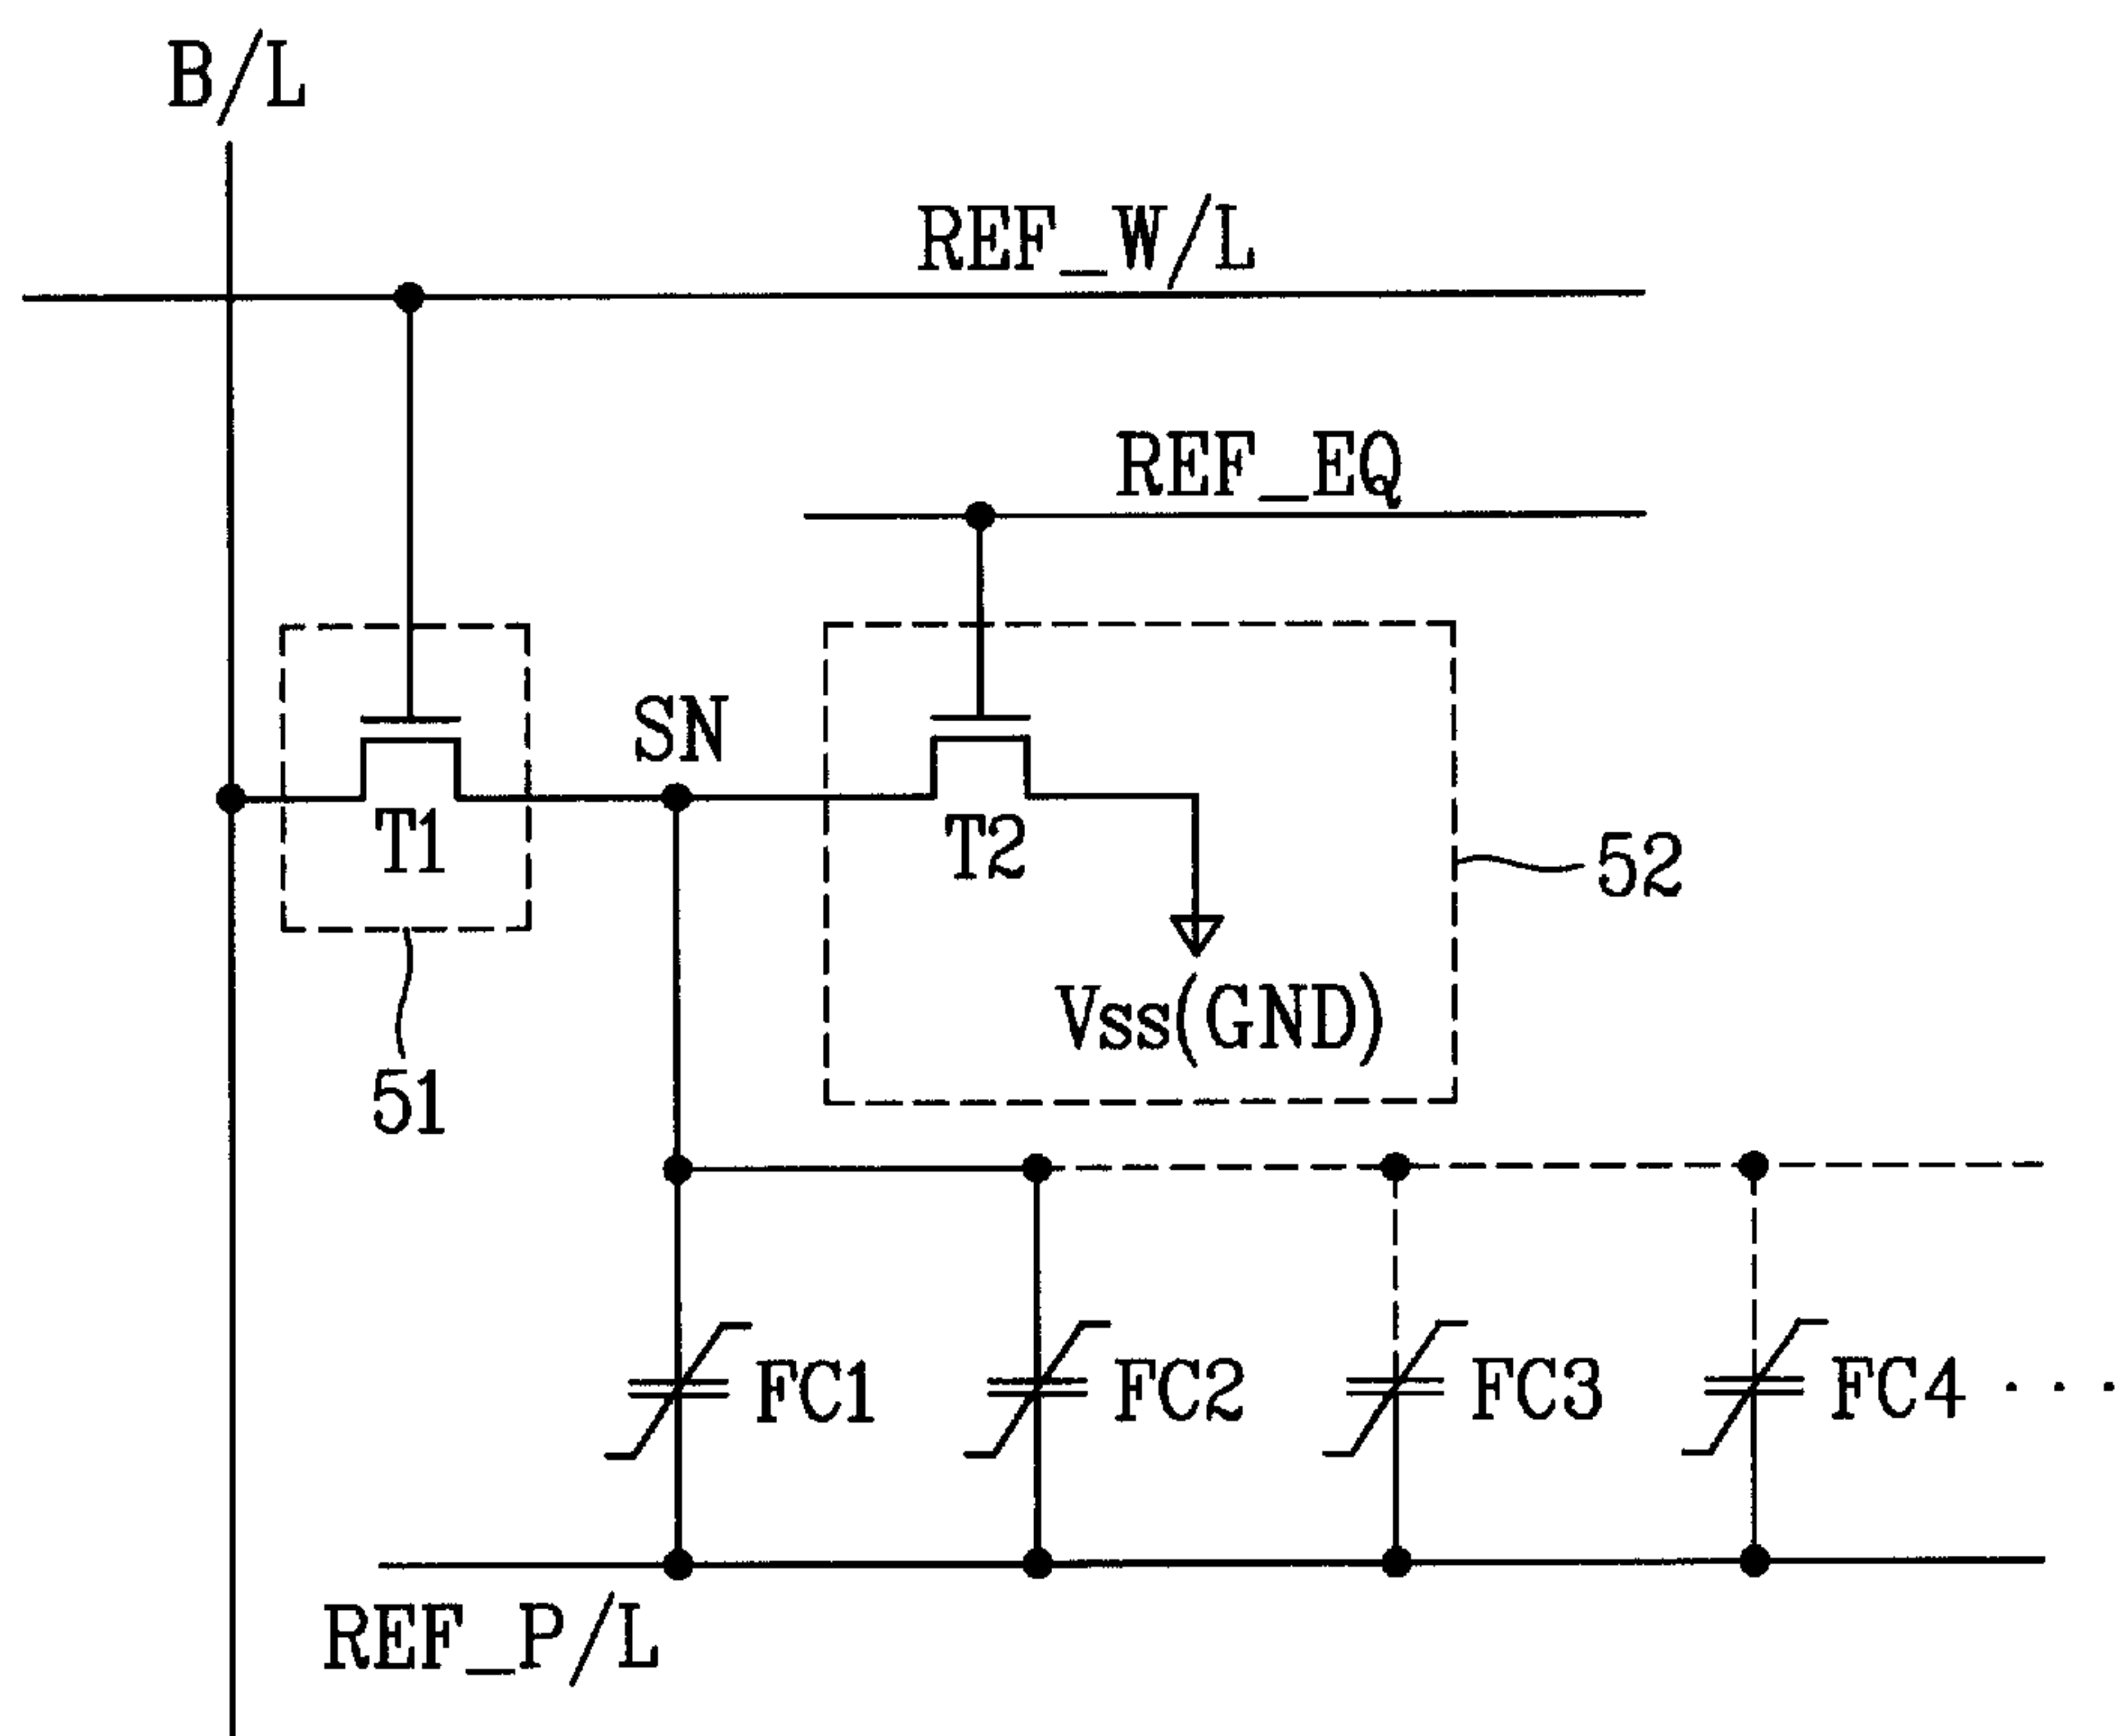 B/L
REF_W/L
REF_EQ
SN
T1
T2
52
Vss(GND)
51
FC1
FC2
FC3
FC4 ···
REF_P/L